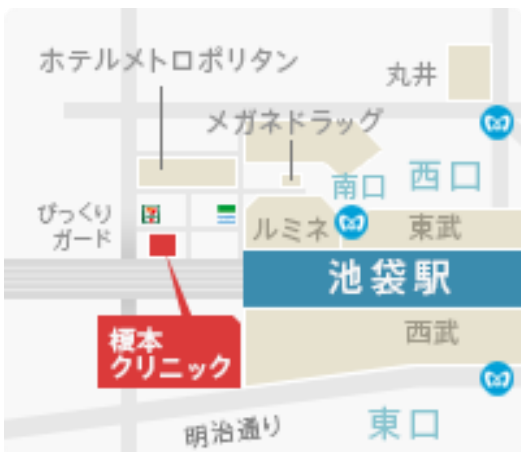 ホテルメトロポリタン
丸井
メガネドラッグ
南口
西口
びっくり
ガード
ルミネ
東武
池袋駅
西武
榎本
クリニック
東口
明治通り